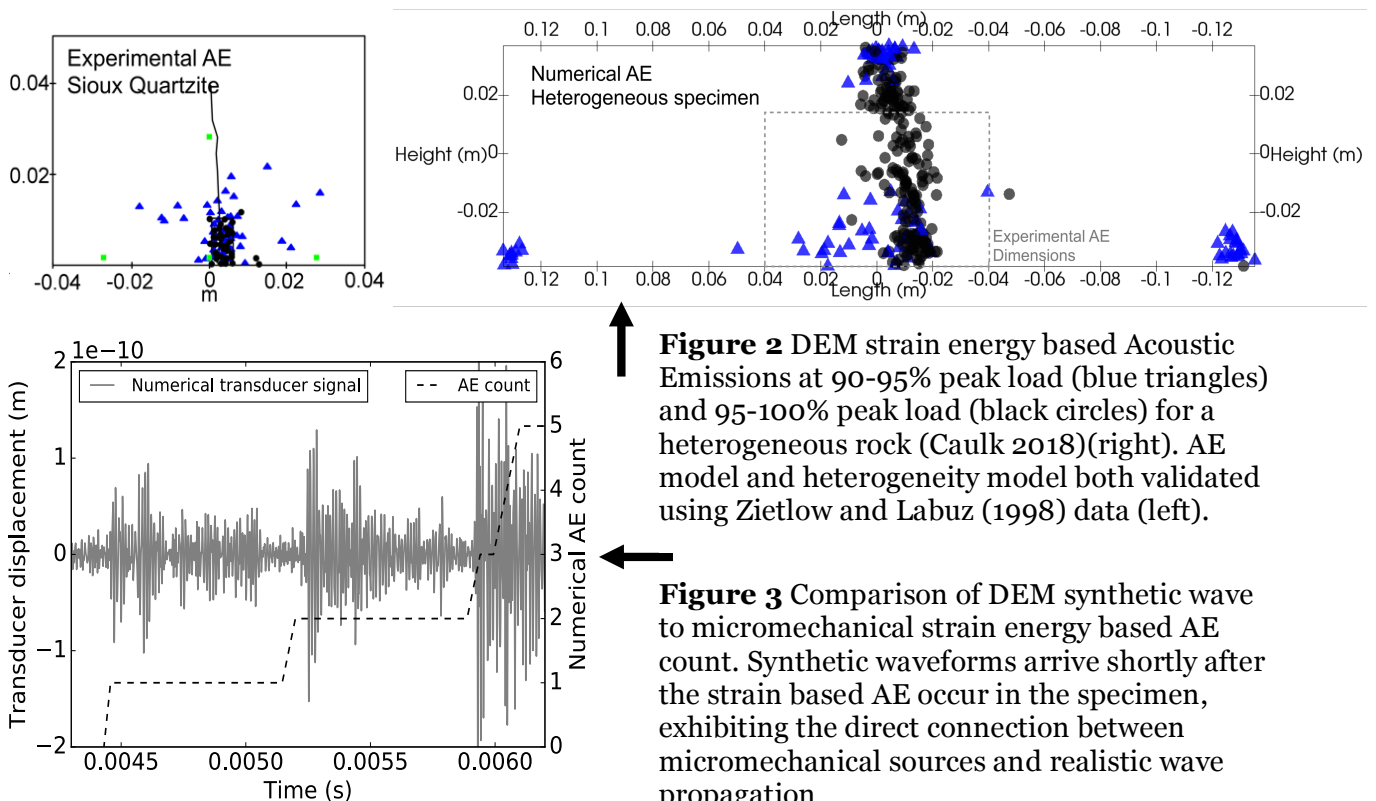 Experimental AE
Sioux Quartzite
0.04
0.02
0
-0.04 -0.02 0 0.02 0.04
m
Length (m)
0.12 0.1 0.08 0.06 0.04 0.02 0 -0.02 -0.04 -0.06 -0.08 -0.1 -0.12
Numerical AE
Heterogeneous specimen
0.02 0.02
Height (m) 0 0 Height (m)
-0.02 -0.02
Experimental AE
Dimensions
0.12 0.1 0.08 0.06 0.04 0.02 0 -0.02 -0.04 -0.06 -0.08 -0.1 -0.12
Length (m)
1e−10
Numerical transducer signal
AE count
Transducer displacement (m)
2
1
0
−1
−2
6
5
4
3
2
1
0
Numerical AE count
0.0045 0.0050 0.0055 0.0060
Time (s)
Figure 2 DEM strain energy based Acoustic
Emissions at 90-95% peak load (blue triangles)
and 95-100% peak load (black circles) for a
heterogeneous rock (Caulk 2018)(right). AE
model and heterogeneity model both validated
using Zietlow and Labuz (1998) data (left).
Figure 3 Comparison of DEM synthetic wave
to micromechanical strain energy based AE
count. Synthetic waveforms arrive shortly after
the strain based AE occur in the specimen,
exhibiting the direct connection between
micromechanical sources and realistic wave
propagation